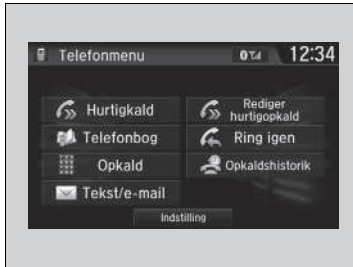 Telefonmenu
12:34
Hurtigkald
Rediger
hurtigopkald
Telefonbog
Ring igen
Opkald
Opkaldshistorik
Tekst/e-mail
Indstilling